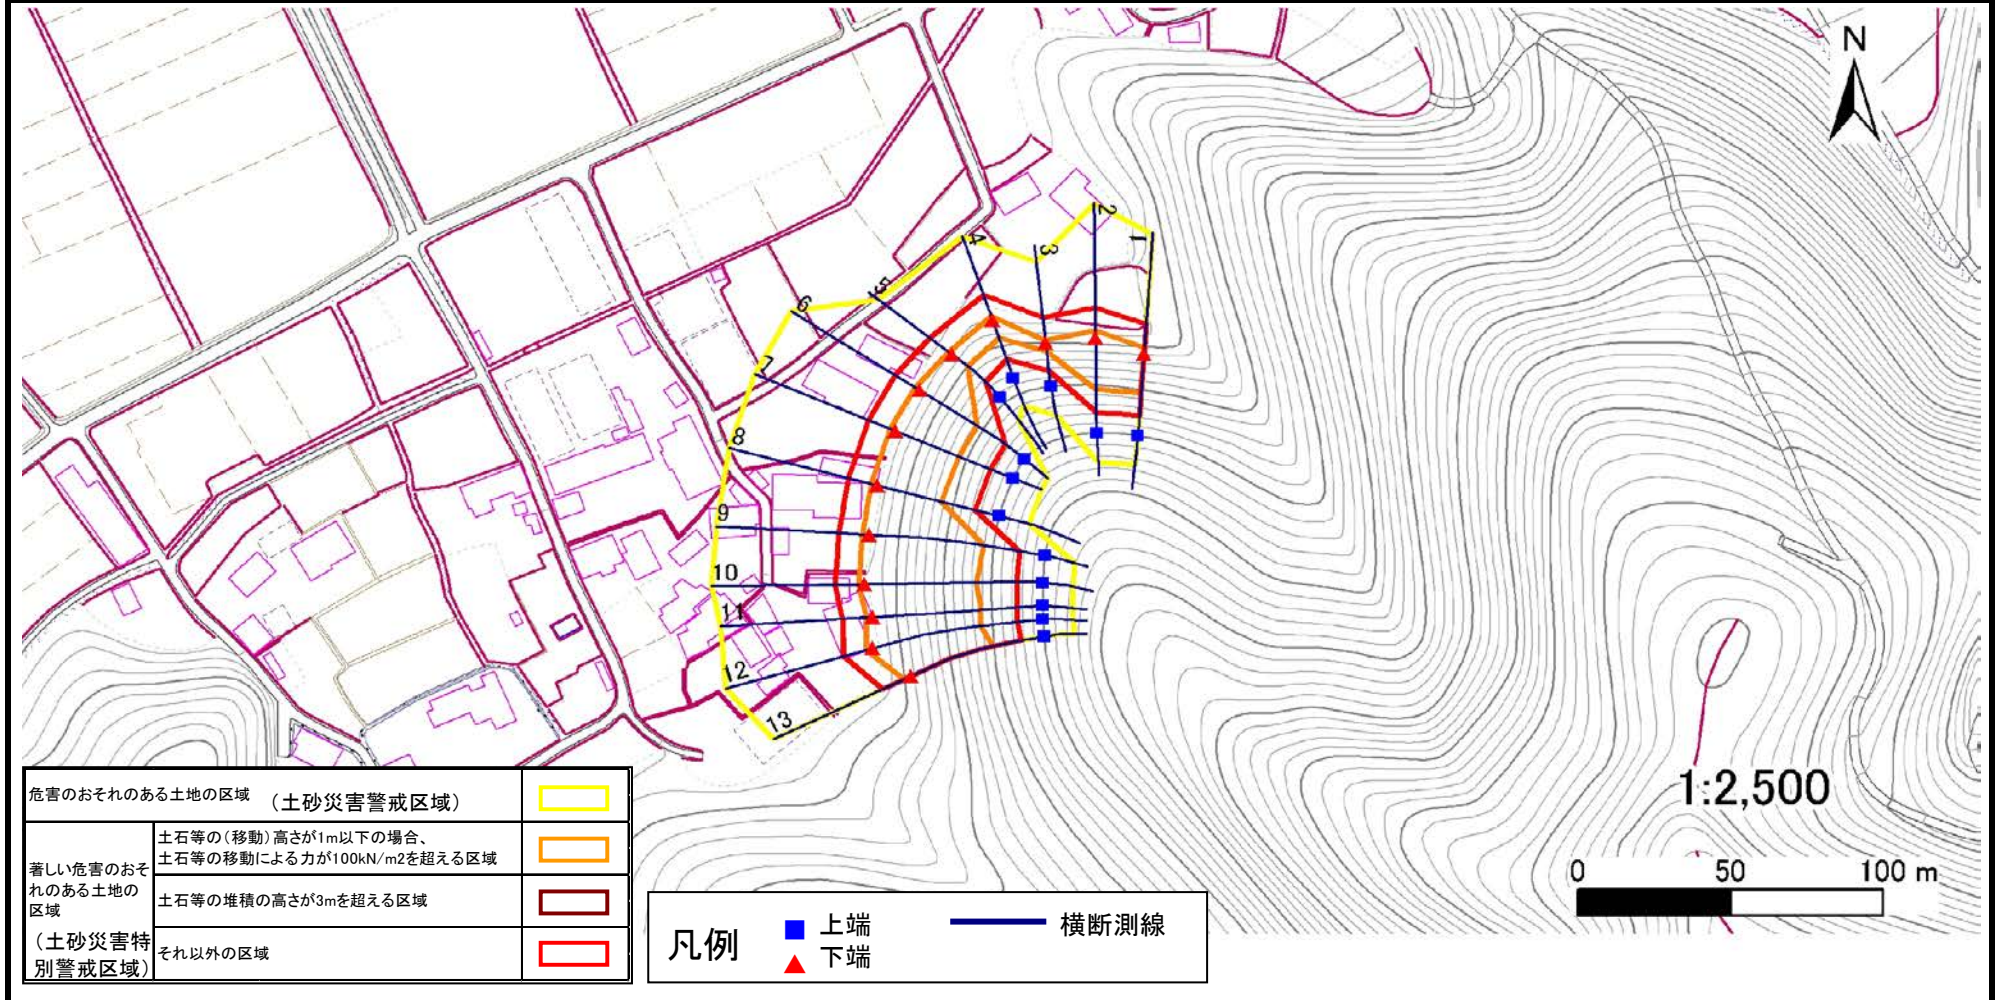 N
1
2
3
4
5
6
7
8
9
10
11
12
13
1:2,500
0 50 100 m
危害のおそれのある土地の区域 (土砂災害警戒区域)
著しい危害のおそ
れのある土地の
区域
(土砂災害特
別警戒区域)
土石等の(移動)高さが1m以下の場合、
土石等の移動による力が100kN/m2を超える区域
土石等の堆積の高さが3mを超える区域
それ以外の区域
凡例
上端
下端
横断測線